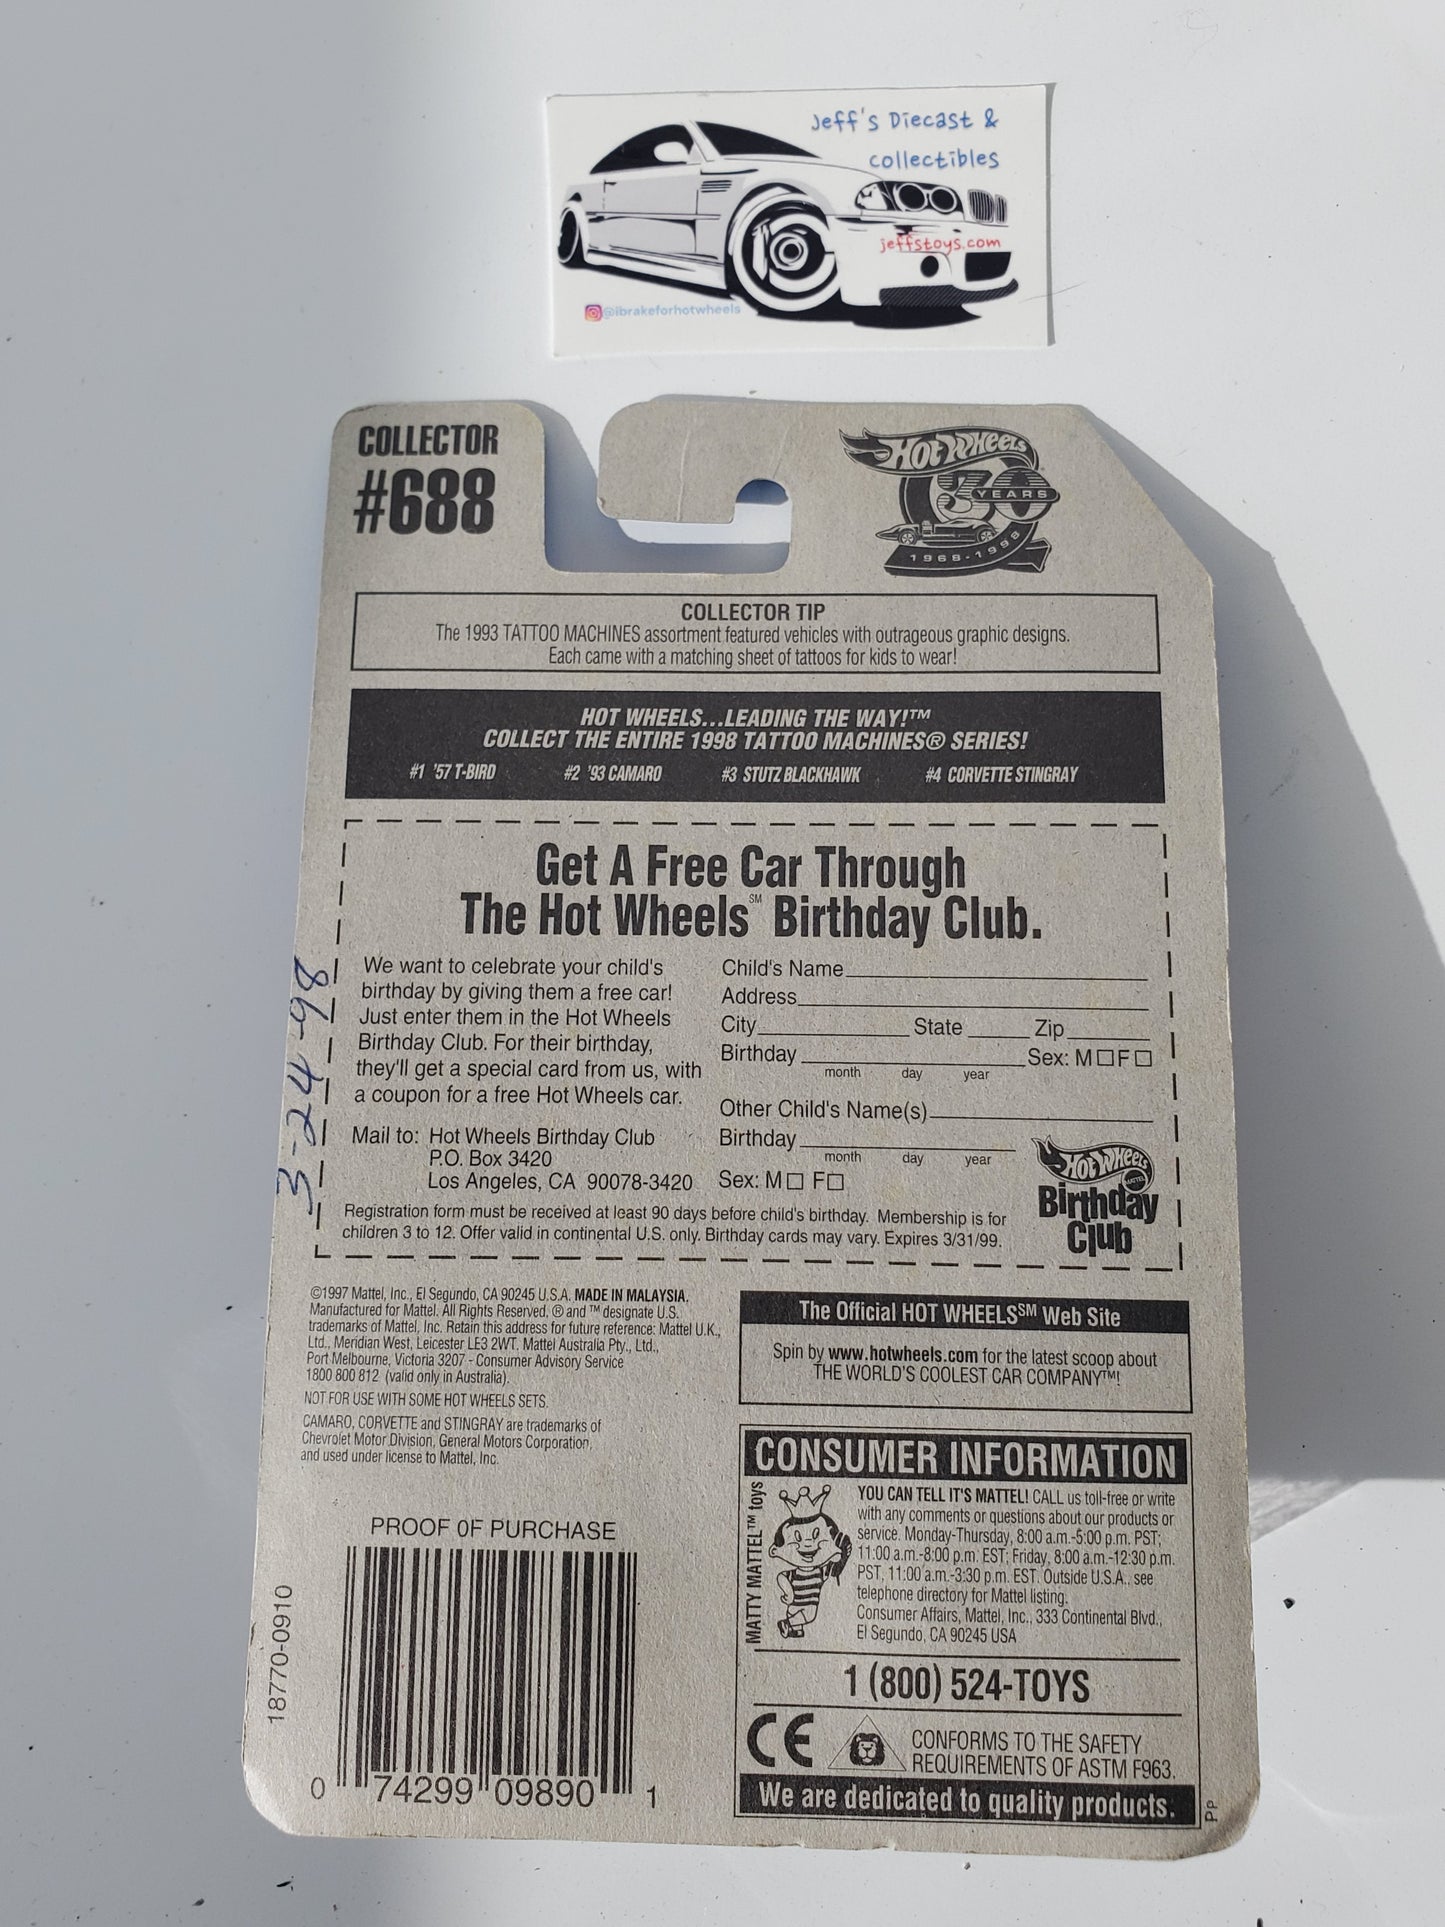 Jeff's Diecast &
collectibles
jeffstoys.com
@ibrakeforhotwheels
COLLECTOR
#688
HOT WHEELS
30 YEARS
1968-1998
COLLECTOR TIP
The 1993 TATTOO MACHINES assortment featured vehicles with outrageous graphic designs.
Each came with a matching sheet of tattoos for kids to wear!
HOT WHEELS...LEADING THE WAY!™
COLLECT THE ENTIRE 1998 TATTOO MACHINES® SERIES!
#1 '57 T-BIRD #2 '93 CAMARO #3 STUTZ BLACKHAWK #4 CORVETTE STINGRAY
Get A Free Car Through
The Hot Wheels℠ Birthday Club.
We want to celebrate your child's
birthday by giving them a free car!
Just enter them in the Hot Wheels
Birthday Club. For their birthday,
they'll get a special card from us, with
a coupon for a free Hot Wheels car.
Mail to: Hot Wheels Birthday Club
P.O. Box 3420
Los Angeles, CA 90078-3420
Child's Name
Address
City State Zip
Birthday Sex: M☐ F☐
month day year
Other Child's Name(s)
Birthday
month day year
Sex: M☐ F☐
HOT WHEELS
MATTEL
Birthday
Club
Registration form must be received at least 90 days before child's birthday. Membership is for
children 3 to 12. Offer valid in continental U.S. only. Birthday cards may vary. Expires 3/31/99.
3-24-98
©1997 Mattel, Inc., El Segundo, CA 90245 U.S.A. MADE IN MALAYSIA.
Manufactured for Mattel. All Rights Reserved, ® and ™ designate U.S.
trademarks of Mattel, Inc. Retain this address for future reference: Mattel U.K.,
Ltd., Meridian West, Leicester LE3 2WT. Mattel Australia Pty., Ltd.,
Port Melbourne, Victoria 3207 - Consumer Advisory Service
1800 800 812 (valid only in Australia).
NOT FOR USE WITH SOME HOT WHEELS SETS.
CAMARO, CORVETTE and STINGRAY are trademarks of
Chevrolet Motor Division, General Motors Corporation,
and used under license to Mattel, Inc.
PROOF OF PURCHASE
0 74299 09890 1
18770-0910
The Official HOT WHEELS℠ Web Site
Spin by www.hotwheels.com for the latest scoop about
THE WORLD'S COOLEST CAR COMPANY™!
CONSUMER INFORMATION
MATTY MATTEL™ toys
YOU CAN TELL IT'S MATTEL! CALL us toll-free or write
with any comments or questions about our products or
service. Monday-Thursday, 8:00 a.m.-5:00 p.m. PST;
11:00 a.m.-8:00 p.m. EST; Friday, 8:00 a.m.-12:30 p.m.
PST, 11:00 a.m.-3:30 p.m. EST. Outside U.S.A., see
telephone directory for Mattel listing.
Consumer Affairs, Mattel, Inc., 333 Continental Blvd.,
El Segundo, CA 90245 USA
1 (800) 524-TOYS
CE
CONFORMS TO THE SAFETY
REQUIREMENTS OF ASTM F963.
We are dedicated to quality products.
PP